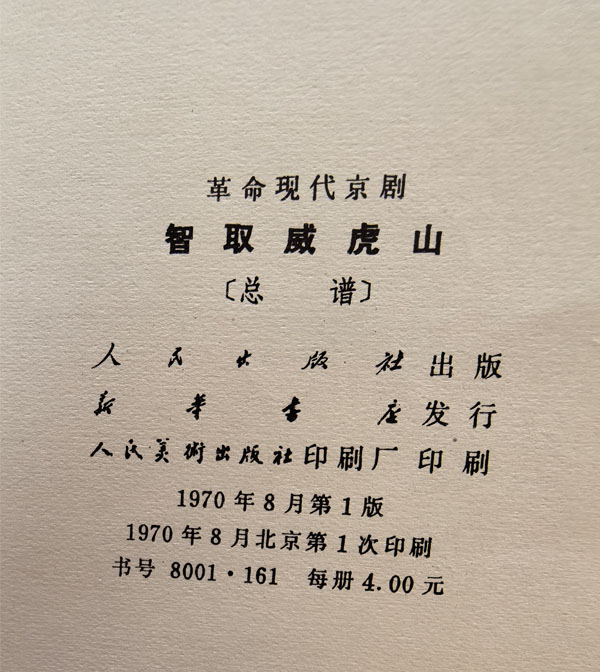 革命现代京剧
智取威虎山
〔总 谱〕
人民出版社出版
新华书店发行
人民美術出版社印刷厂印刷
1970年8月第1版
1970年8月北京第1次印刷
书号 8001·161 每册 4.00 元